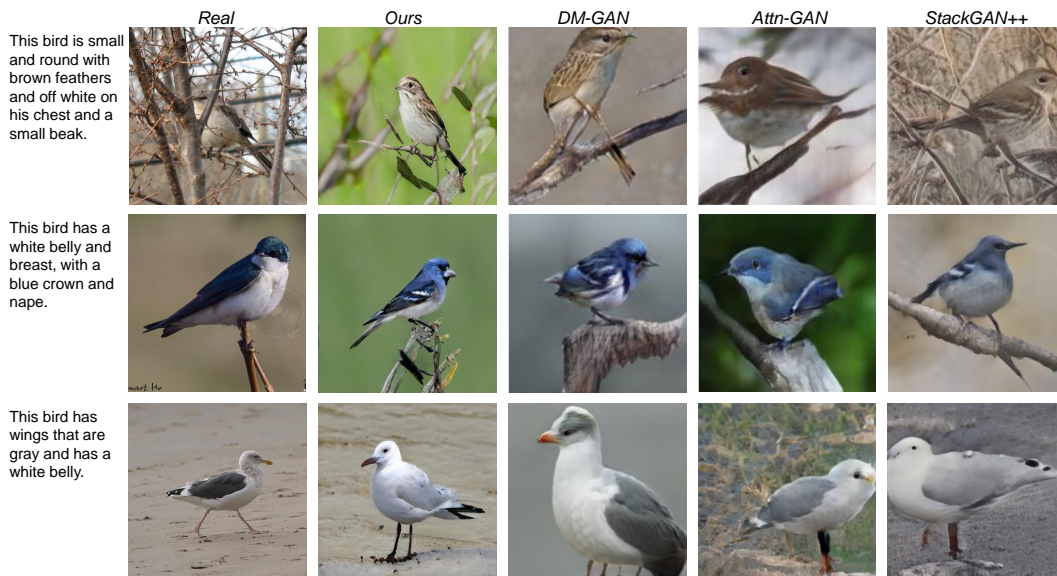 Real Ours DM-GAN Attn-GAN StackGAN++
This bird is small
and round with
brown feathers
and off white on
his chest and a
small beak.
This bird has a
white belly and
breast, with a
blue crown and
nape.
This bird has
wings that are
gray and has a
white belly.